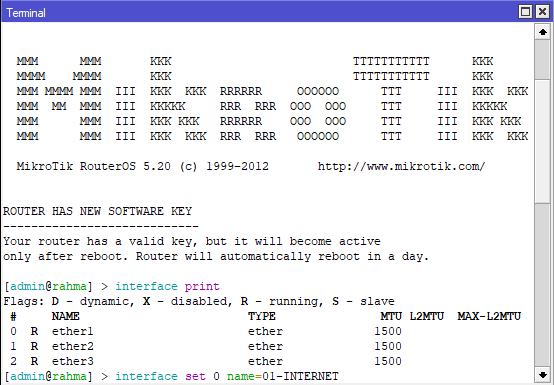 Terminal
MMM      MMM       KKK                          TTTTTTTTTTT      KKK
MMMM    MMMM       KKK                          TTTTTTTTTTT      KKK
MMM MMMM MMM  III  KKK  KKK  RRRRRR     OOOOOO      TTT     III  KKK  KKK
MMM  MM  MMM  III  KKKKK     RRR  RRR  OOO  OOO     TTT     III  KKKKK
MMM      MMM  III  KKK KKK   RRRRRR    OOO  OOO     TTT     III  KKK KKK
MMM      MMM  III  KKK  KKK  RRR  RRR   OOOOOO      TTT     III  KKK  KKK
MikroTik RouterOS 5.20 (c) 1999-2012       http://www.mikrotik.com/
ROUTER HAS NEW SOFTWARE KEY
----------------------------
Your router has a valid key, but it will become active
only after reboot. Router will automatically reboot in a day.
[admin@rahma] > interface print
Flags: D - dynamic, X - disabled, R - running, S - slave
#     NAME                        TYPE               MTU L2MTU  MAX-L2MTU
0  R  ether1                      ether             1500
1  R  ether2                      ether             1500
2  R  ether3                      ether             1500
[admin@rahma] > interface set 0 name=01-INTERNET